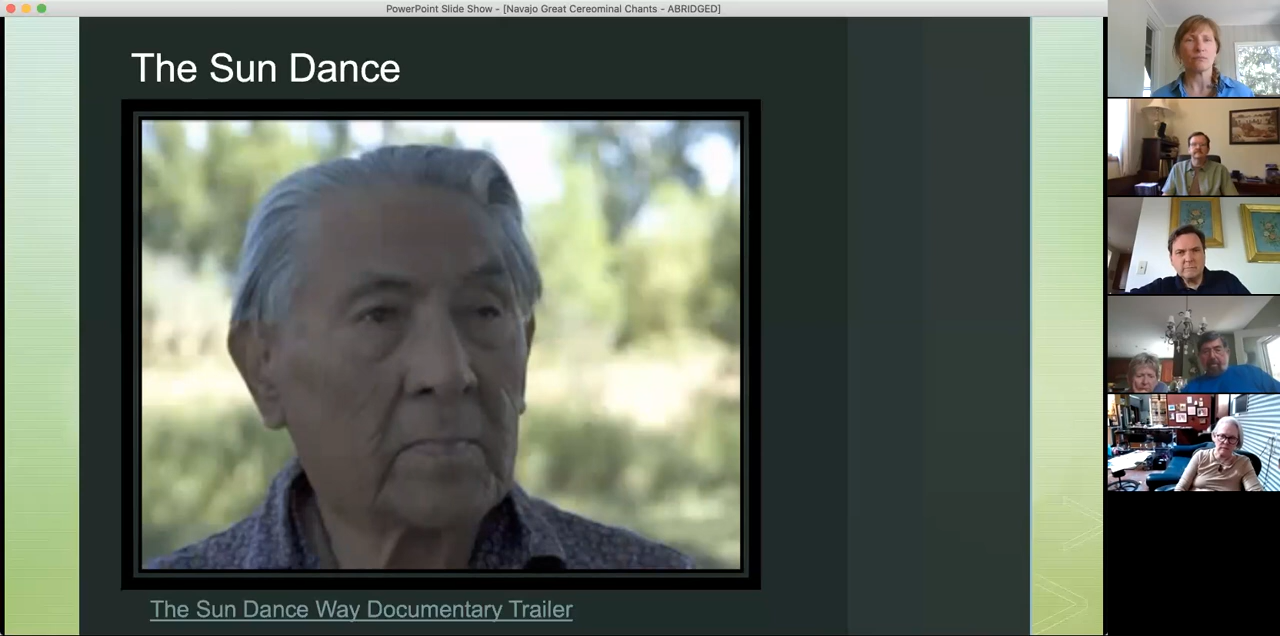 PowerPoint Slide Show - [Navajo Great Cereominal Chants - ABRIDGED]
The Sun Dance
The Sun Dance Way Documentary Trailer